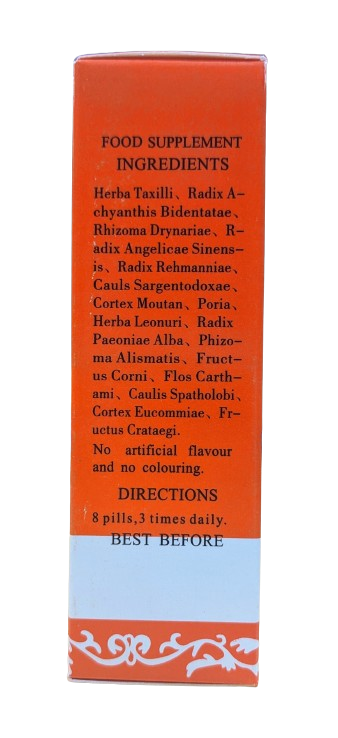 FOOD SUPPLEMENT
INGREDIENTS
Herba Taxilli、Radix A-
chyanthis Bidentatae、
Rhizoma Drynariae、R-
adix Angelicae Sinens-
is、Radix Rehmanniae、
Cauls Sargentodoxae、
Cortex Moutan、Poria、
Herba Leonuri、Radix
Paeoniae Alba、Phizo-
ma Alismatis、Fruct-
us Corni、Flos Carth-
ami、Caulis Spatholobi、
Cortex Eucommiae、Fr-
uctus Crataegi.
No artificial flavour
and no colouring.
DIRECTIONS
8 pills,3 times daily.
BEST BEFORE